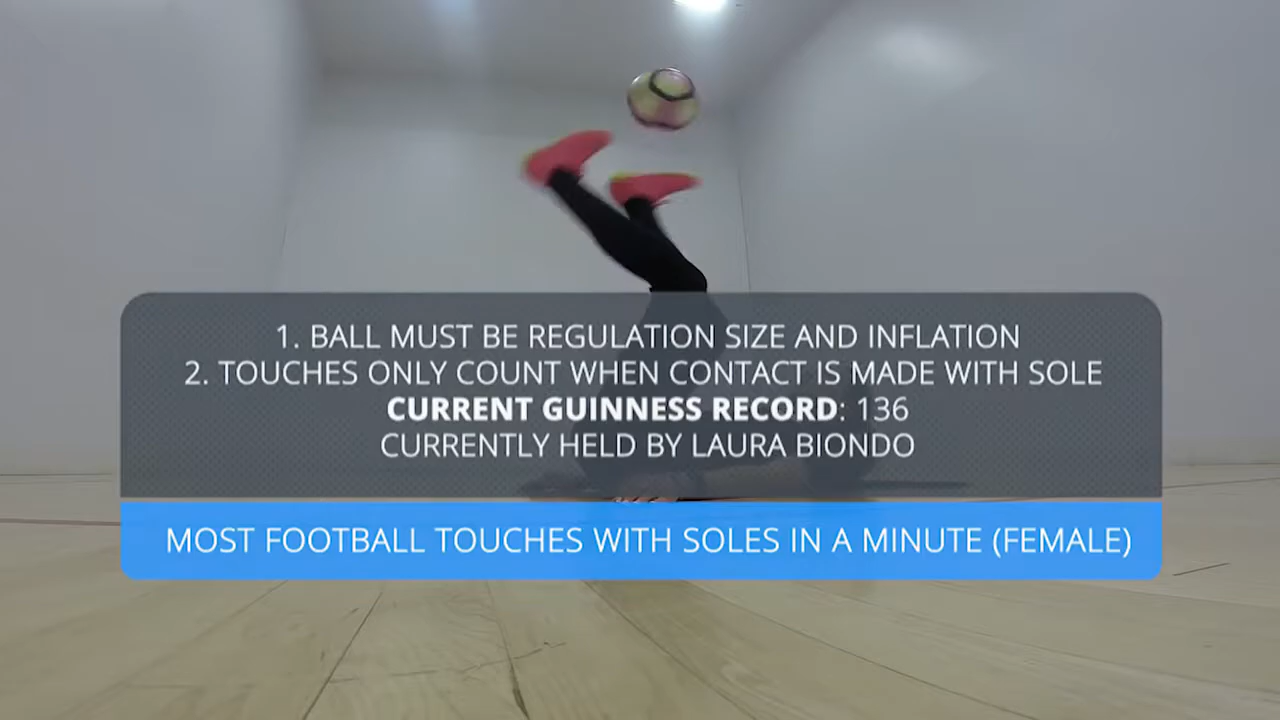 1. BALL MUST BE REGULATION SIZE AND INFLATION
2. TOUCHES ONLY COUNT WHEN CONTACT IS MADE WITH SOLE
CURRENT GUINNESS RECORD: 136
CURRENTLY HELD BY LAURA BIONDO
MOST FOOTBALL TOUCHES WITH SOLES IN A MINUTE (FEMALE)